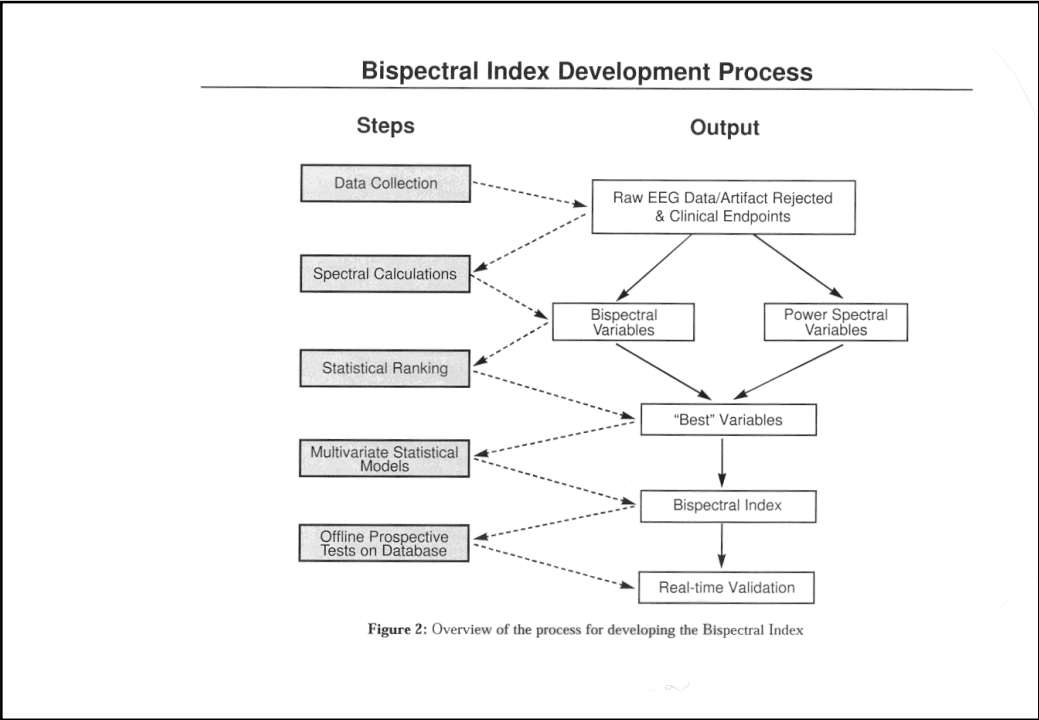 Bispectral Index Development Process
Steps
Output
Data Collection
Raw EEG Data/Artifact Rejected
& Clinical Endpoints
Spectral Calculations
Bispectral
Variables
Power Spectral
Variables
Statistical Ranking
“Best” Variables
Multivariate Statistical
Models
Bispectral Index
Offline Prospective
Tests on Database
Real-time Validation
Figure 2: Overview of the process for developing the Bispectral Index